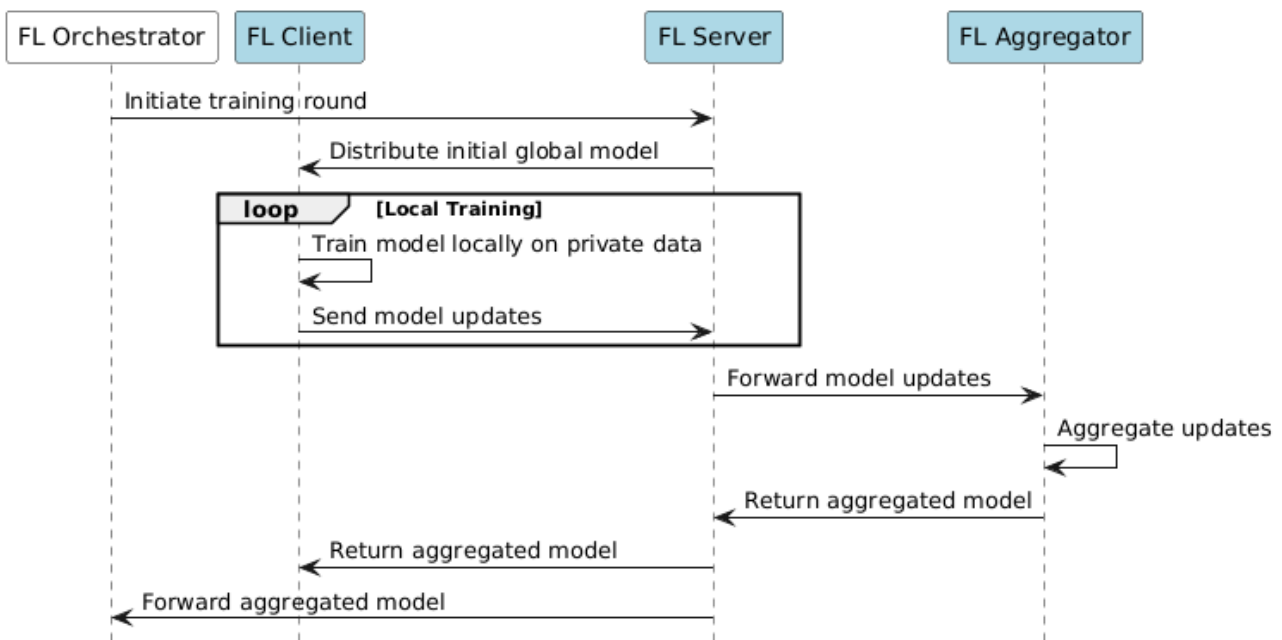 FL Orchestrator
FL Client
FL Server
FL Aggregator
Initiate training round
Distribute initial global model
loop
[Local Training]
Train model locally on private data
Send model updates
Forward model updates
Aggregate updates
Return aggregated model
Return aggregated model
Forward aggregated model